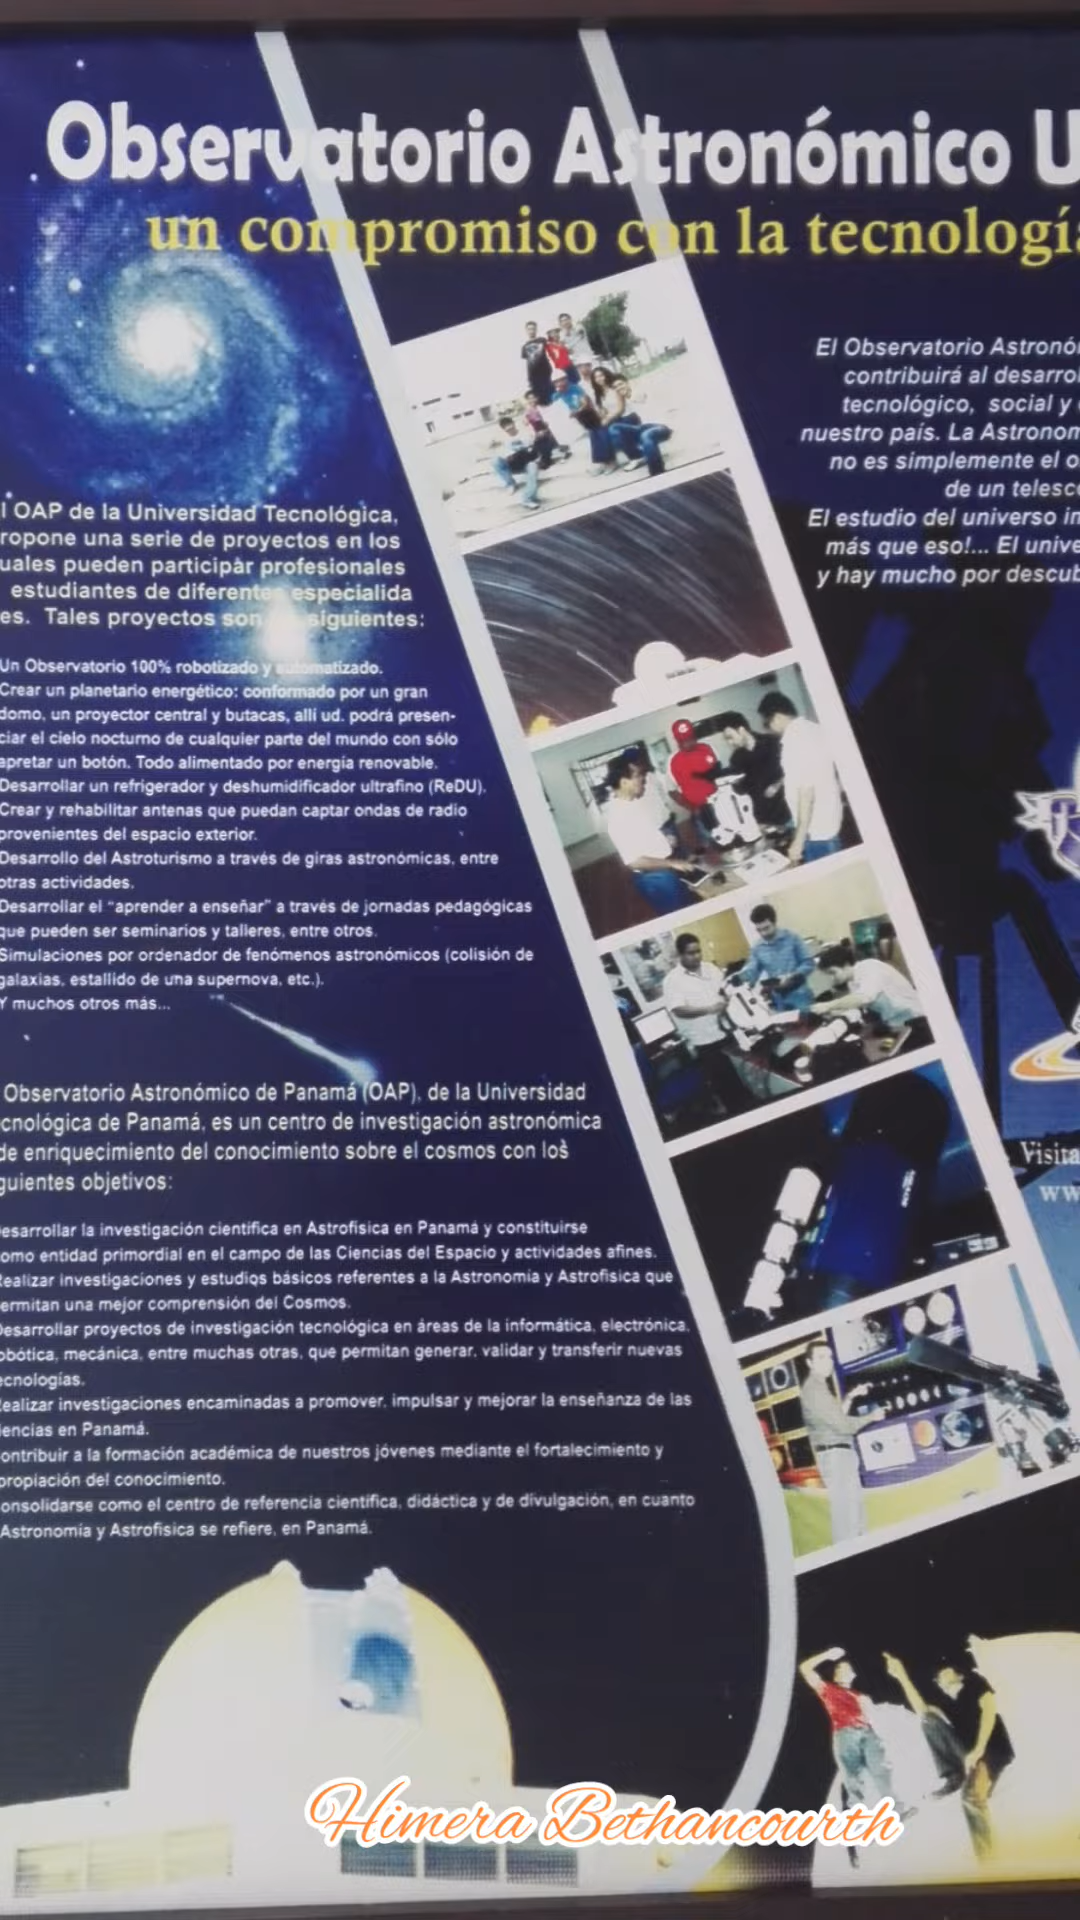 Observatorio Astronómico U
un compromiso con la tecnología
El Observatorio Astronó
contribuirá al desarrol
tecnológico, social y
nuestro país. La Astronom
no es simplemente el o
de un telesc
El estudio del universo im
más que eso!... El unive
y hay mucho por descub
l OAP de la Universidad Tecnológica,
ropone una serie de proyectos en los
uales pueden participar profesionales
estudiantes de diferentes especialida
es. Tales proyectos son siguientes:
Un Observatorio 100% robotizado y automatizado.
Crear un planetario energético: conformado por un gran
domo, un proyector central y butacas, allí ud. podrá presen-
ciar el cielo nocturno de cualquier parte del mundo con sólo
apretar un botón. Todo alimentado por energía renovable.
Desarrollar un refrigerador y deshumidificador ultrafino (ReDU).
Crear y rehabilitar antenas que puedan captar ondas de radio
provenientes del espacio exterior.
Desarrollo del Astroturismo a través de giras astronómicas, entre
otras actividades.
Desarrollar el "aprender a enseñar" a través de jornadas pedagógicas
que pueden ser seminarios y talleres, entre otros.
Simulaciones por ordenador de fenómenos astronómicos (colisión de
galaxias, estallido de una supernova, etc.).
Y muchos otros más...
Observatorio Astronómico de Panamá (OAP), de la Universidad
cnológica de Panamá, es un centro de investigación astronómica
de enriquecimiento del conocimiento sobre el cosmos con los
guientes objetivos:
esarrollar la investigación científica en Astrofísica en Panamá y constituirse
omo entidad primordial en el campo de las Ciencias del Espacio y actividades afines.
Realizar investigaciones y estudios básicos referentes a la Astronomía y Astrofísica que
ermitan una mejor comprensión del Cosmos.
Desarrollar proyectos de investigación tecnológica en áreas de la informática, electrónica,
obótica, mecánica, entre muchas otras, que permitan generar, validar y transferir nuevas
ecnologías.
Realizar investigaciones encaminadas a promover, impulsar y mejorar la enseñanza de las
iencias en Panamá.
ontribuir a la formación académica de nuestros jóvenes mediante el fortalecimiento y
propiación del conocimiento.
onsolidarse como el centro de referencia científica, didáctica y de divulgación, en cuanto
Astronomía y Astrofísica se refiere, en Panamá.
Visita
ww
Himera Bethancourth